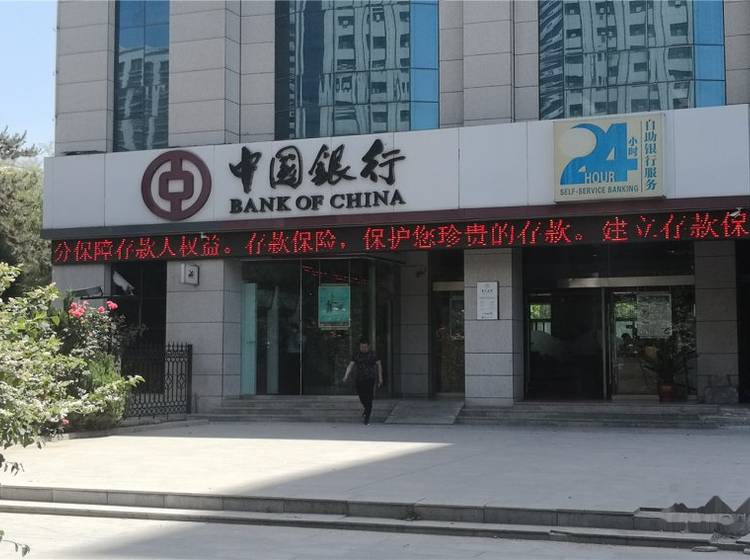 中国银行
BANK OF CHINA
24小时
HOUR
自助银行服务
SELF-SERVICE BANKING
分保障存款人权益。存款保险，保护您珍贵的存款。建立存款保